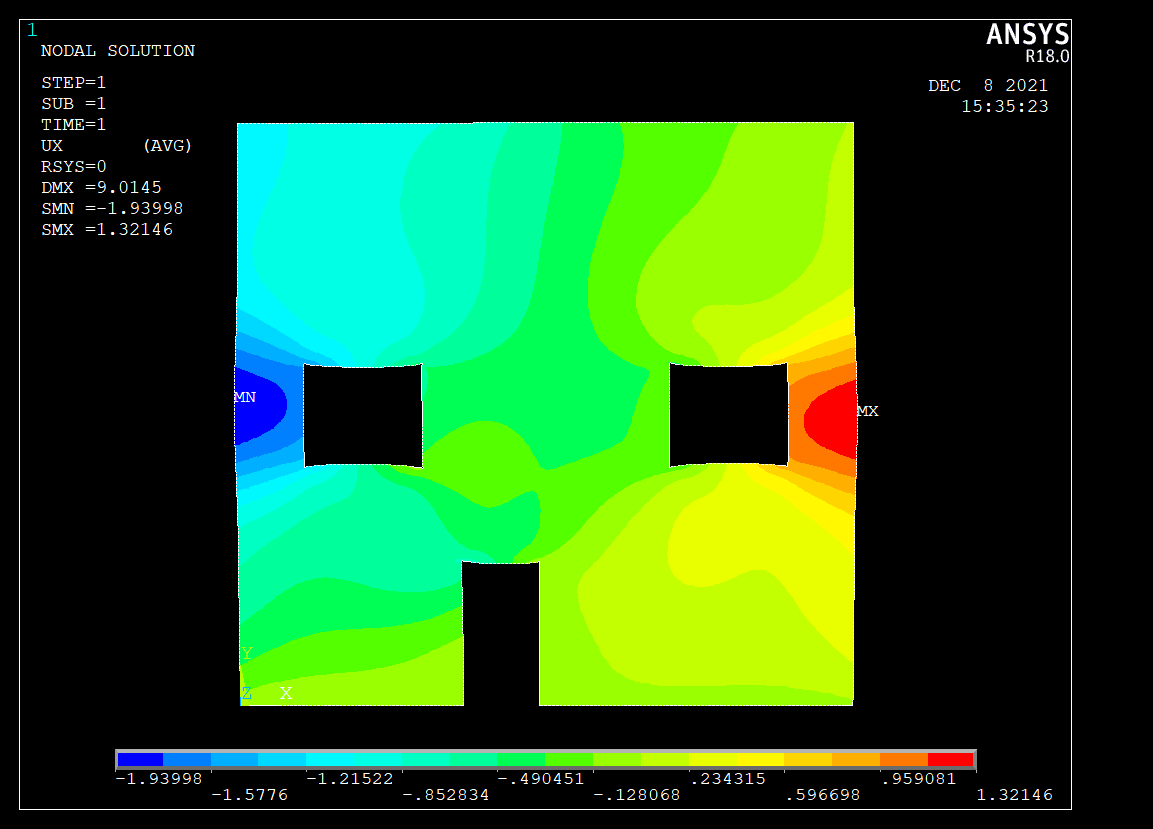 1
NODAL SOLUTION
STEP=1
SUB =1
TIME=1
UX (AVG)
RSYS=0
DMX =9.0145
SMN =-1.93998
SMX =1.32146
ANSYS
R18.0
DEC 8 2021
15:35:23
MN
MX
Y
Z X
-1.93998 -1.21522 -.490451 .234315 .959081
-1.5776 -.852834 -.128068 .596698 1.32146